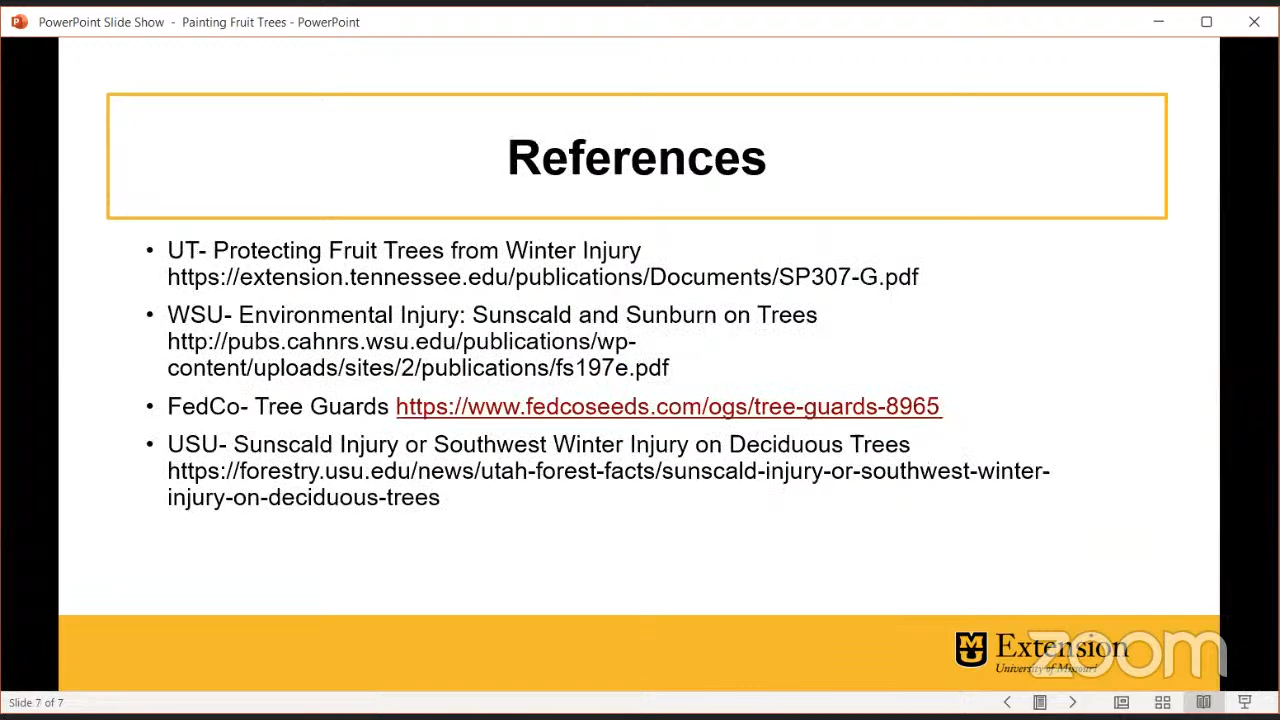 PowerPoint Slide Show - Painting Fruit Trees - PowerPoint
References
• UT- Protecting Fruit Trees from Winter Injury
https://extension.tennessee.edu/publications/Documents/SP307-G.pdf
• WSU- Environmental Injury: Sunscald and Sunburn on Trees
http://pubs.cahnrs.wsu.edu/publications/wp-
content/uploads/sites/2/publications/fs197e.pdf
• FedCo- Tree Guards https://www.fedcoseeds.com/ogs/tree-guards-8965
• USU- Sunscald Injury or Southwest Winter Injury on Deciduous Trees
https://forestry.usu.edu/news/utah-forest-facts/sunscald-injury-or-southwest-winter-
injury-on-deciduous-trees
MU Extension
University of Missouri
zoom
Slide 7 of 7